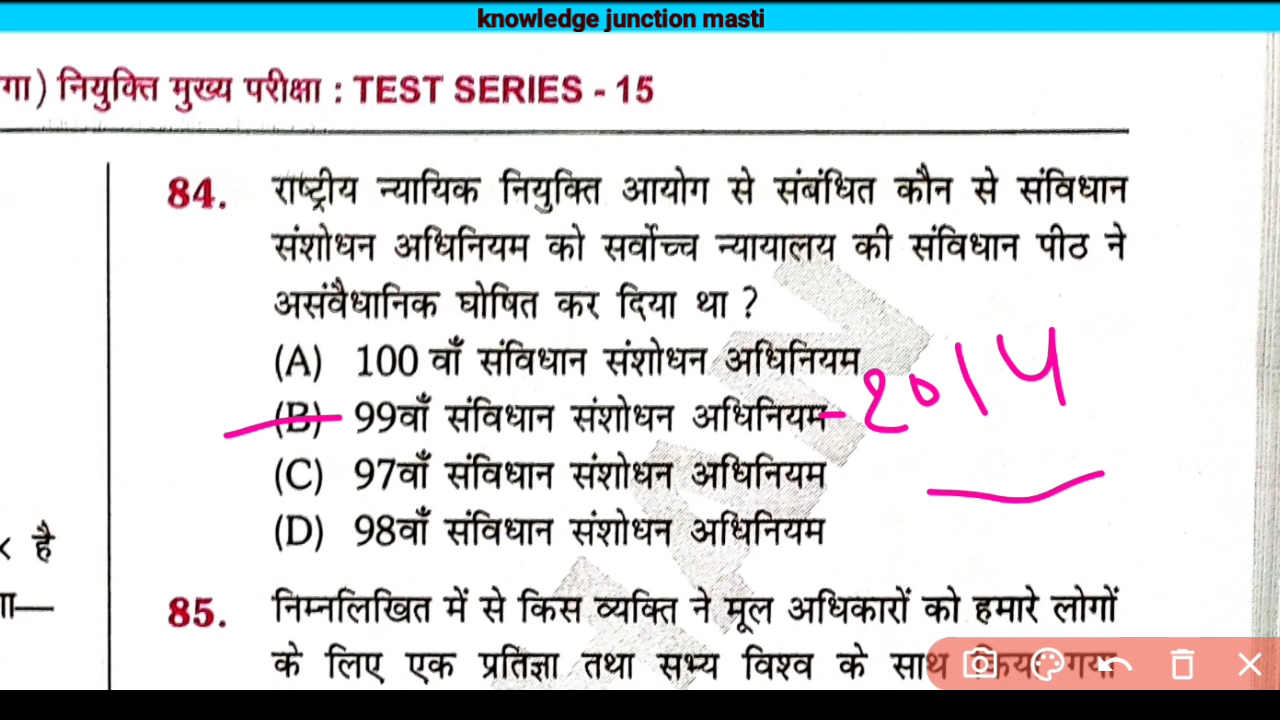 knowledge junction masti
गा) नियुक्ति मुख्य परीक्षा : TEST SERIES - 15
84. राष्ट्रीय न्यायिक नियुक्ति आयोग से संबंधित कौन से संविधान
संशोधन अधिनियम को सर्वोच्च न्यायालय की संविधान पीठ ने
असंवैधानिक घोषित कर दिया था ?
(A) 100 वाँ संविधान संशोधन अधिनियम
(B) 99वाँ संविधान संशोधन अधिनियम - 2014
(C) 97वाँ संविधान संशोधन अधिनियम
(D) 98वाँ संविधान संशोधन अधिनियम
है
85. निम्नलिखित में से किस व्यक्ति ने मूल अधिकारों को हमारे लोगों
के लिए एक प्रतिज्ञा तथा सभ्य विश्व के साथ किया गया